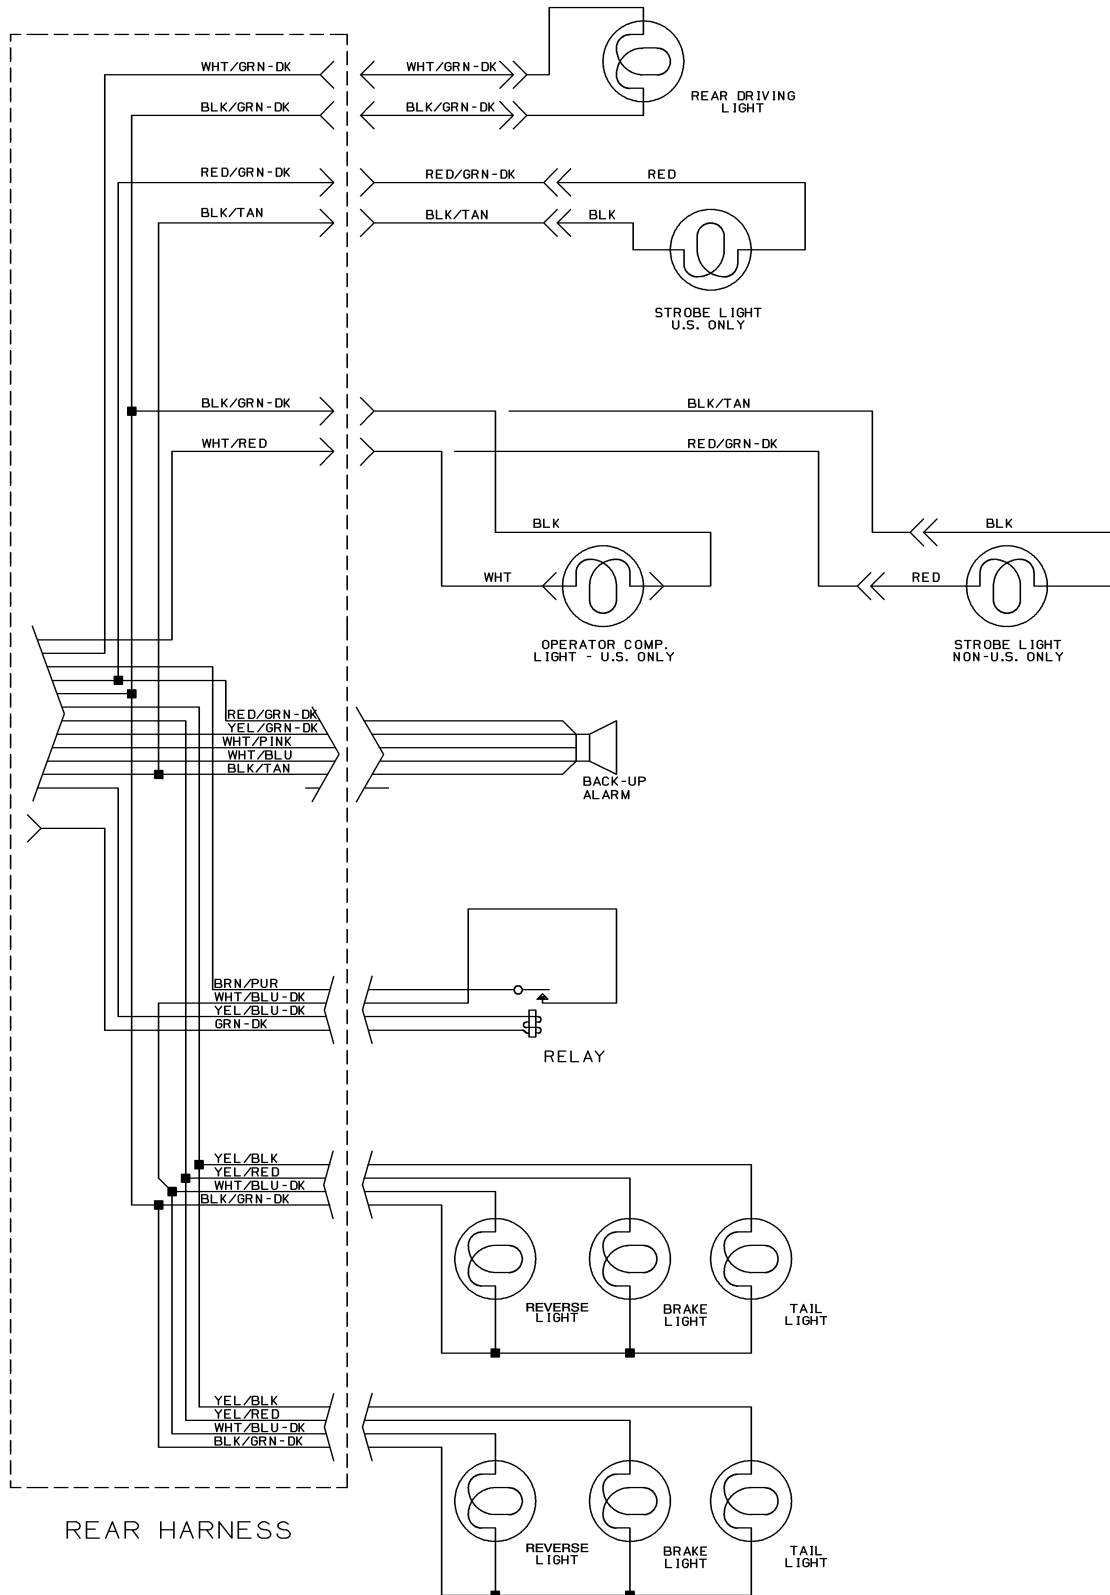 WHT/GRN-DK WHT/GRN-DK
REAR DRIVING
LIGHT
BLK/GRN-DK BLK/GRN-DK
RED/GRN-DK RED/GRN-DK RED
BLK/TAN BLK/TAN BLK
STROBE LIGHT
U.S. ONLY
BLK/GRN-DK BLK/TAN
WHT/RED RED/GRN-DK
BLK BLK
WHT RED
OPERATOR COMP.
LIGHT - U.S. ONLY
STROBE LIGHT
NON-U.S. ONLY
RED/GRN-DK
YEL/GRN-DK
WHT/PINK
WHT/BLU
BLK/TAN
BACK-UP
ALARM
BRN/PUR
WHT/BLU-DK
YEL/BLU-DK
GRN-DK
RELAY
YEL/BLK
YEL/RED
WHT/BLU-DK
BLK/GRN-DK
REVERSE
LIGHT
BRAKE
LIGHT
TAIL
LIGHT
YEL/BLK
YEL/RED
WHT/BLU-DK
BLK/GRN-DK
REAR HARNESS
REVERSE
LIGHT
BRAKE
LIGHT
TAIL
LIGHT